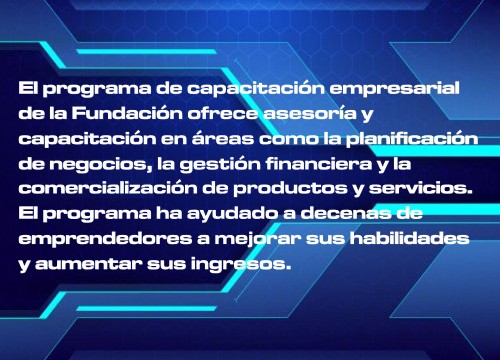 El programa de capacitación empresarial
de la Fundación ofrece asesoría y
capacitación en áreas como la planificación
de negocios, la gestión financiera y la
comercialización de productos y servicios.
El programa ha ayudado a decenas de
emprendedores a mejorar sus habilidades
y aumentar sus ingresos.